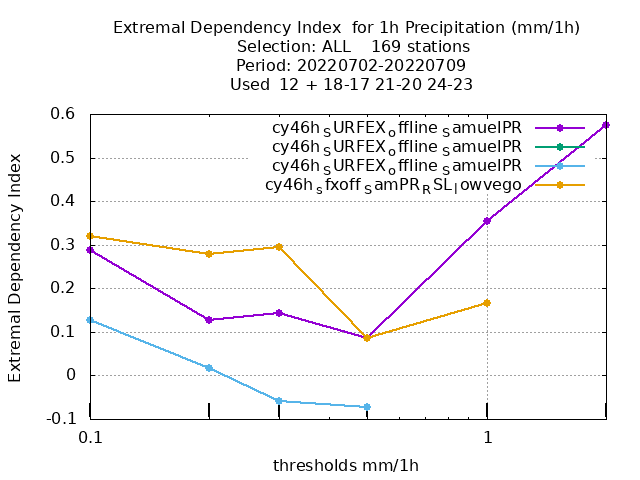 Extremal Dependency Index  for 1h Precipitation (mm/1h)
Selection: ALL    169 stations
Period: 20220702-20220709
Used  12 + 18-17 21-20 24-23
cy46h_SURFEX_offline_SamuelPR
cy46h_SURFEX_offline_SamuelPR
cy46h_SURFEX_offline_SamuelPR
cy46h_sfxoff_SamPR_RSL_lowvego
Extremal Dependency Index
0.6
0.5
0.4
0.3
0.2
0.1
0
-0.1
0.1
1
thresholds mm/1h